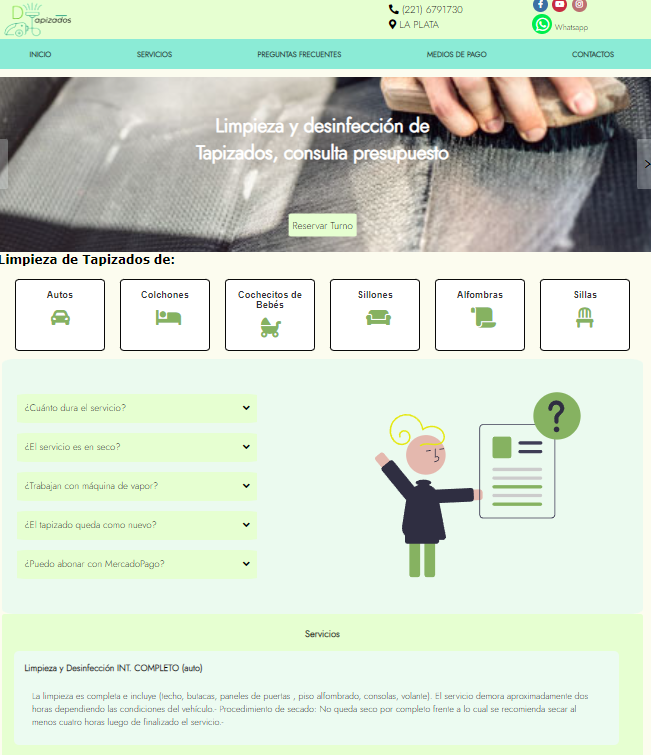 D
Tapizados
(221) 6791730
LA PLATA
Whatsapp
INICIO
SERVICIOS
PREGUNTAS FRECUENTES
MEDIOS DE PAGO
CONTACTOS
Limpieza y desinfección de
Tapizados, consulta presupuesto
Reservar Turno
Limpieza de Tapizados de:
Autos
Colchones
Cochecitos de
Bebés
Sillones
Alfombras
Sillas
¿Cuánto dura el servicio?
¿El servicio es en seco?
¿Trabajan con máquina de vapor?
¿El tapizado queda como nuevo?
¿Puedo abonar con MercadoPago?
?
Servicios
Limpieza y Desinfección INT. COMPLETO (auto)
La limpieza es completa e incluye (techo, butacas, paneles de puertas , piso alfombrado, consolas, volante). El servicio demora aproximadamente dos
horas dependiendo las condiciones del vehículo.- Procedimiento de secado: No queda seco por completo frente a lo cual se recomienda secar al
menos cuatro horas luego de finalizado el servicio.-